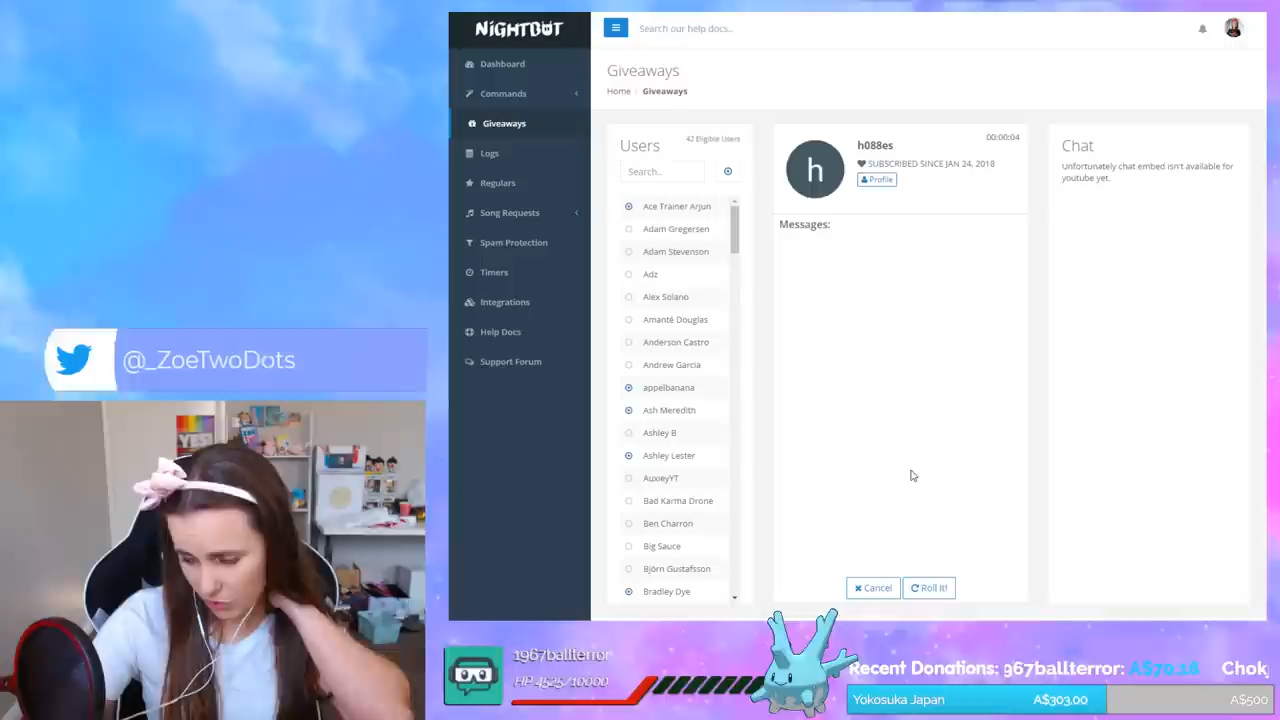 NiGHTBOT
Search our help docs..
Dashboard
Commands
Giveaways
Logs
Regulars
Song Requests
Spam Protection
Timers
Integrations
Help Docs
Support Forum
Giveaways
Home / Giveaways
Users
42 Eligible Users
Search..
Ace Trainer Arjun
Adam Gregersen
Adam Stevenson
Adz
Alex Solano
Amanté Douglas
Anderson Castro
Andrew Garcia
appelbanana
Ash Meredith
Ashley B
Ashley Lester
AuxieyYT
Bad Karma Drone
Ben Charron
Big Sauce
Björn Gustafsson
Bradley Dye
h
h088es
00:00:04
SUBSCRIBED SINCE JAN 24, 2018
Profile
Messages:
Cancel
Roll It!
Chat
Unfortunately chat embed isn't available for
youtube yet.
@_ZoeTwoDots
YES!
1967ballterror
HP 4525/10000
Recent Donations: 967ballterror: A$70.18 Chok
Yokosuka Japan A$303.00 A$500